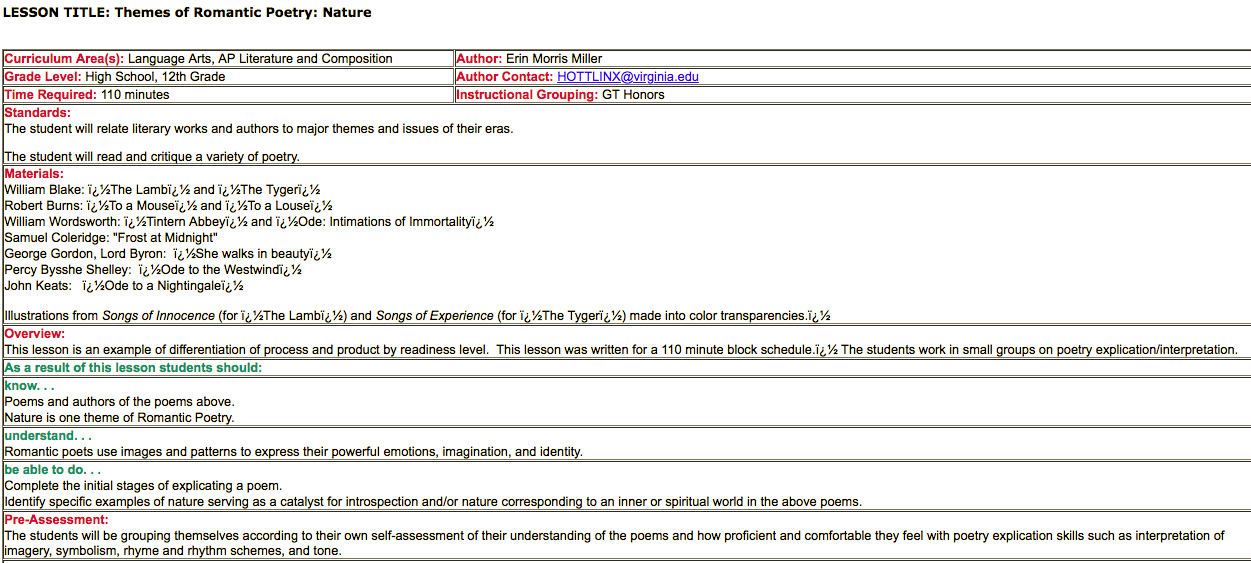 LESSON TITLE: Themes of Romantic Poetry: Nature
Curriculum Area(s): Language Arts, AP Literature and Composition
Author: Erin Morris Miller
Grade Level: High School, 12th Grade
Author Contact: HOTTLINX@virginia.edu
Time Required: 110 minutes
Instructional Grouping: GT Honors
Standards:
The student will relate literary works and authors to major themes and issues of their eras.
The student will read and critique a variety of poetry.
Materials:
William Blake: ï¿½The Lambï¿½ and ï¿½The Tygerï¿½
Robert Burns: ï¿½To a Mouseï¿½ and ï¿½To a Louseï¿½
William Wordsworth: ï¿½Tintern Abbeyï¿½ and ï¿½Ode: Intimations of Immortalityï¿½
Samuel Coleridge: "Frost at Midnight"
George Gordon, Lord Byron: ï¿½She walks in beautyï¿½
Percy Bysshe Shelley: ï¿½Ode to the Westwindï¿½
John Keats: ï¿½Ode to a Nightingaleï¿½
Illustrations from Songs of Innocence (for ï¿½The Lambï¿½) and Songs of Experience (for ï¿½The Tygerï¿½) made into color transparencies.ï¿½
Overview:
This lesson is an example of differentiation of process and product by readiness level. This lesson was written for a 110 minute block schedule.ï¿½ The students work in small groups on poetry explication/interpretation.
As a result of this lesson students should:
know. . .
Poems and authors of the poems above.
Nature is one theme of Romantic Poetry.
understand. . .
Romantic poets use images and patterns to express their powerful emotions, imagination, and identity.
be able to do. . .
Complete the initial stages of explicating a poem.
Identify specific examples of nature serving as a catalyst for introspection and/or nature corresponding to an inner or spiritual world in the above poems.
Pre-Assessment:
The students will be grouping themselves according to their own self-assessment of their understanding of the poems and how proficient and comfortable they feel with poetry explication skills such as interpretation of
imagery, symbolism, rhyme and rhythm schemes, and tone.